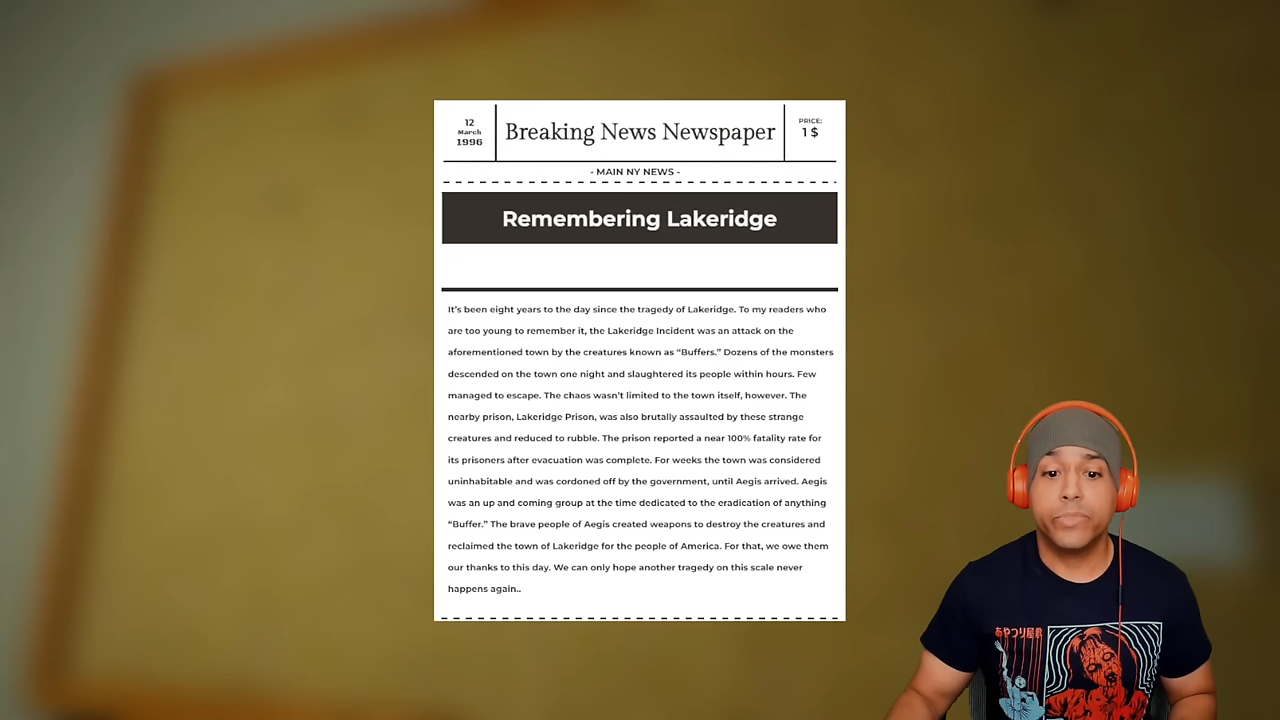 12
March
1996
Breaking News Newspaper
PRICE:
1 $
- MAIN NY NEWS -
Remembering Lakeridge
It's been eight years to the day since the tragedy of Lakeridge. To my readers who
are too young to remember it, the Lakeridge Incident was an attack on the
aforementioned town by the creatures known as “Buffers.” Dozens of the monsters
descended on the town one night and slaughtered its people within hours. Few
managed to escape. The chaos wasn't limited to the town itself, however. The
nearby prison, Lakeridge Prison, was also brutally assaulted by these strange
creatures and reduced to rubble. The prison reported a near 100% fatality rate for
its prisoners after evacuation was complete. For weeks the town was considered
uninhabitable and was cordoned off by the government, until Aegis arrived. Aegis
was an up and coming group at the time dedicated to the eradication of anything
“Buffer.” The brave people of Aegis created weapons to destroy the creatures and
reclaimed the town of Lakeridge for the people of America. For that, we owe them
our thanks to this day. We can only hope another tragedy on this scale never
happens again..
あやつり屋敷